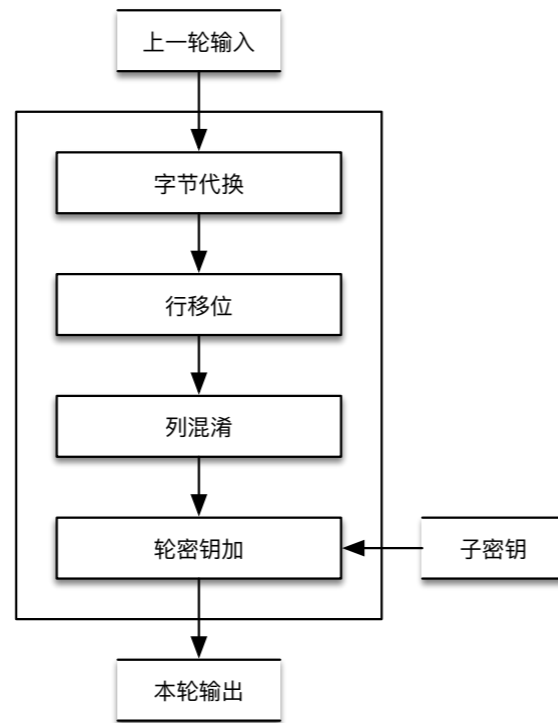 上一轮输入
字节代换
行移位
列混淆
轮密钥加
子密钥
本轮输出